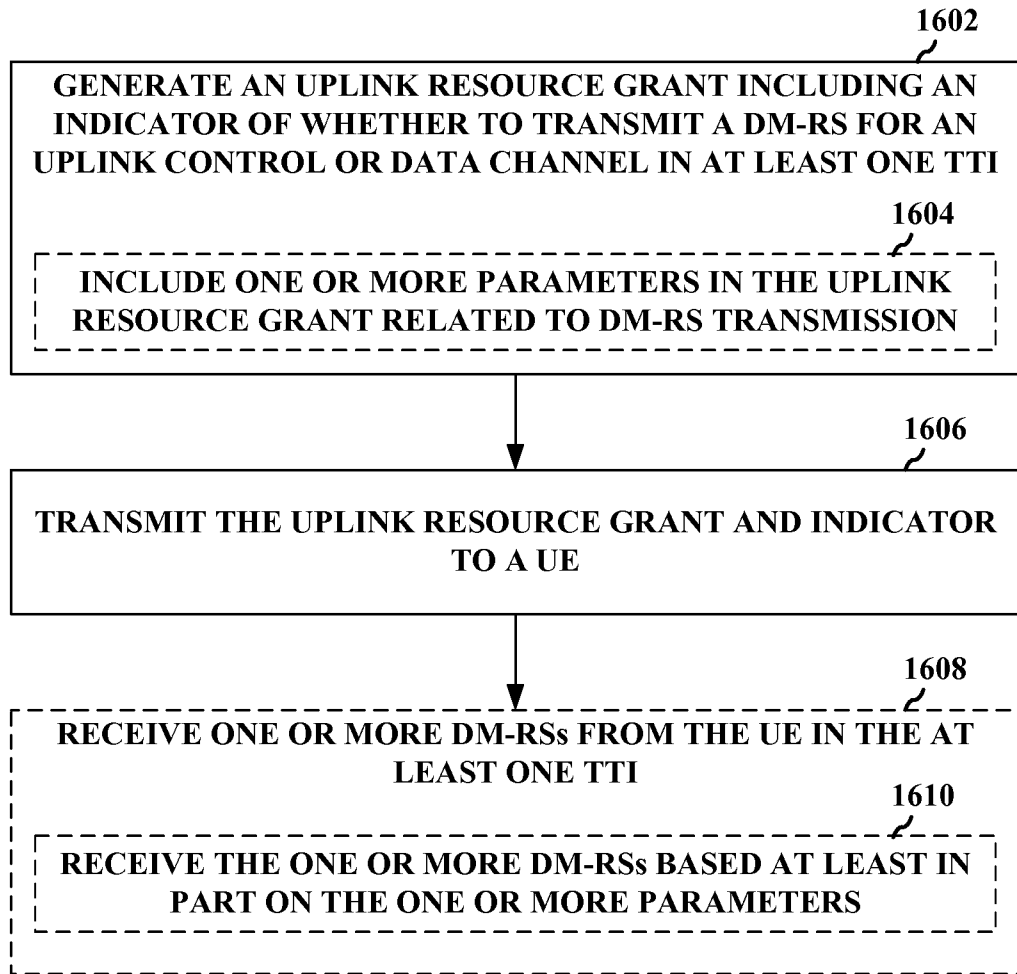 1602
GENERATE AN UPLINK RESOURCE GRANT INCLUDING AN
INDICATOR OF WHETHER TO TRANSMIT A DM-RS FOR AN
UPLINK CONTROL OR DATA CHANNEL IN AT LEAST ONE TTI
1604
INCLUDE ONE OR MORE PARAMETERS IN THE UPLINK
RESOURCE GRANT RELATED TO DM-RS TRANSMISSION
1606
TRANSMIT THE UPLINK RESOURCE GRANT AND INDICATOR
TO A UE
1608
RECEIVE ONE OR MORE DM-RSs FROM THE UE IN THE AT
LEAST ONE TTI
1610
RECEIVE THE ONE OR MORE DM-RSs BASED AT LEAST IN
PART ON THE ONE OR MORE PARAMETERS